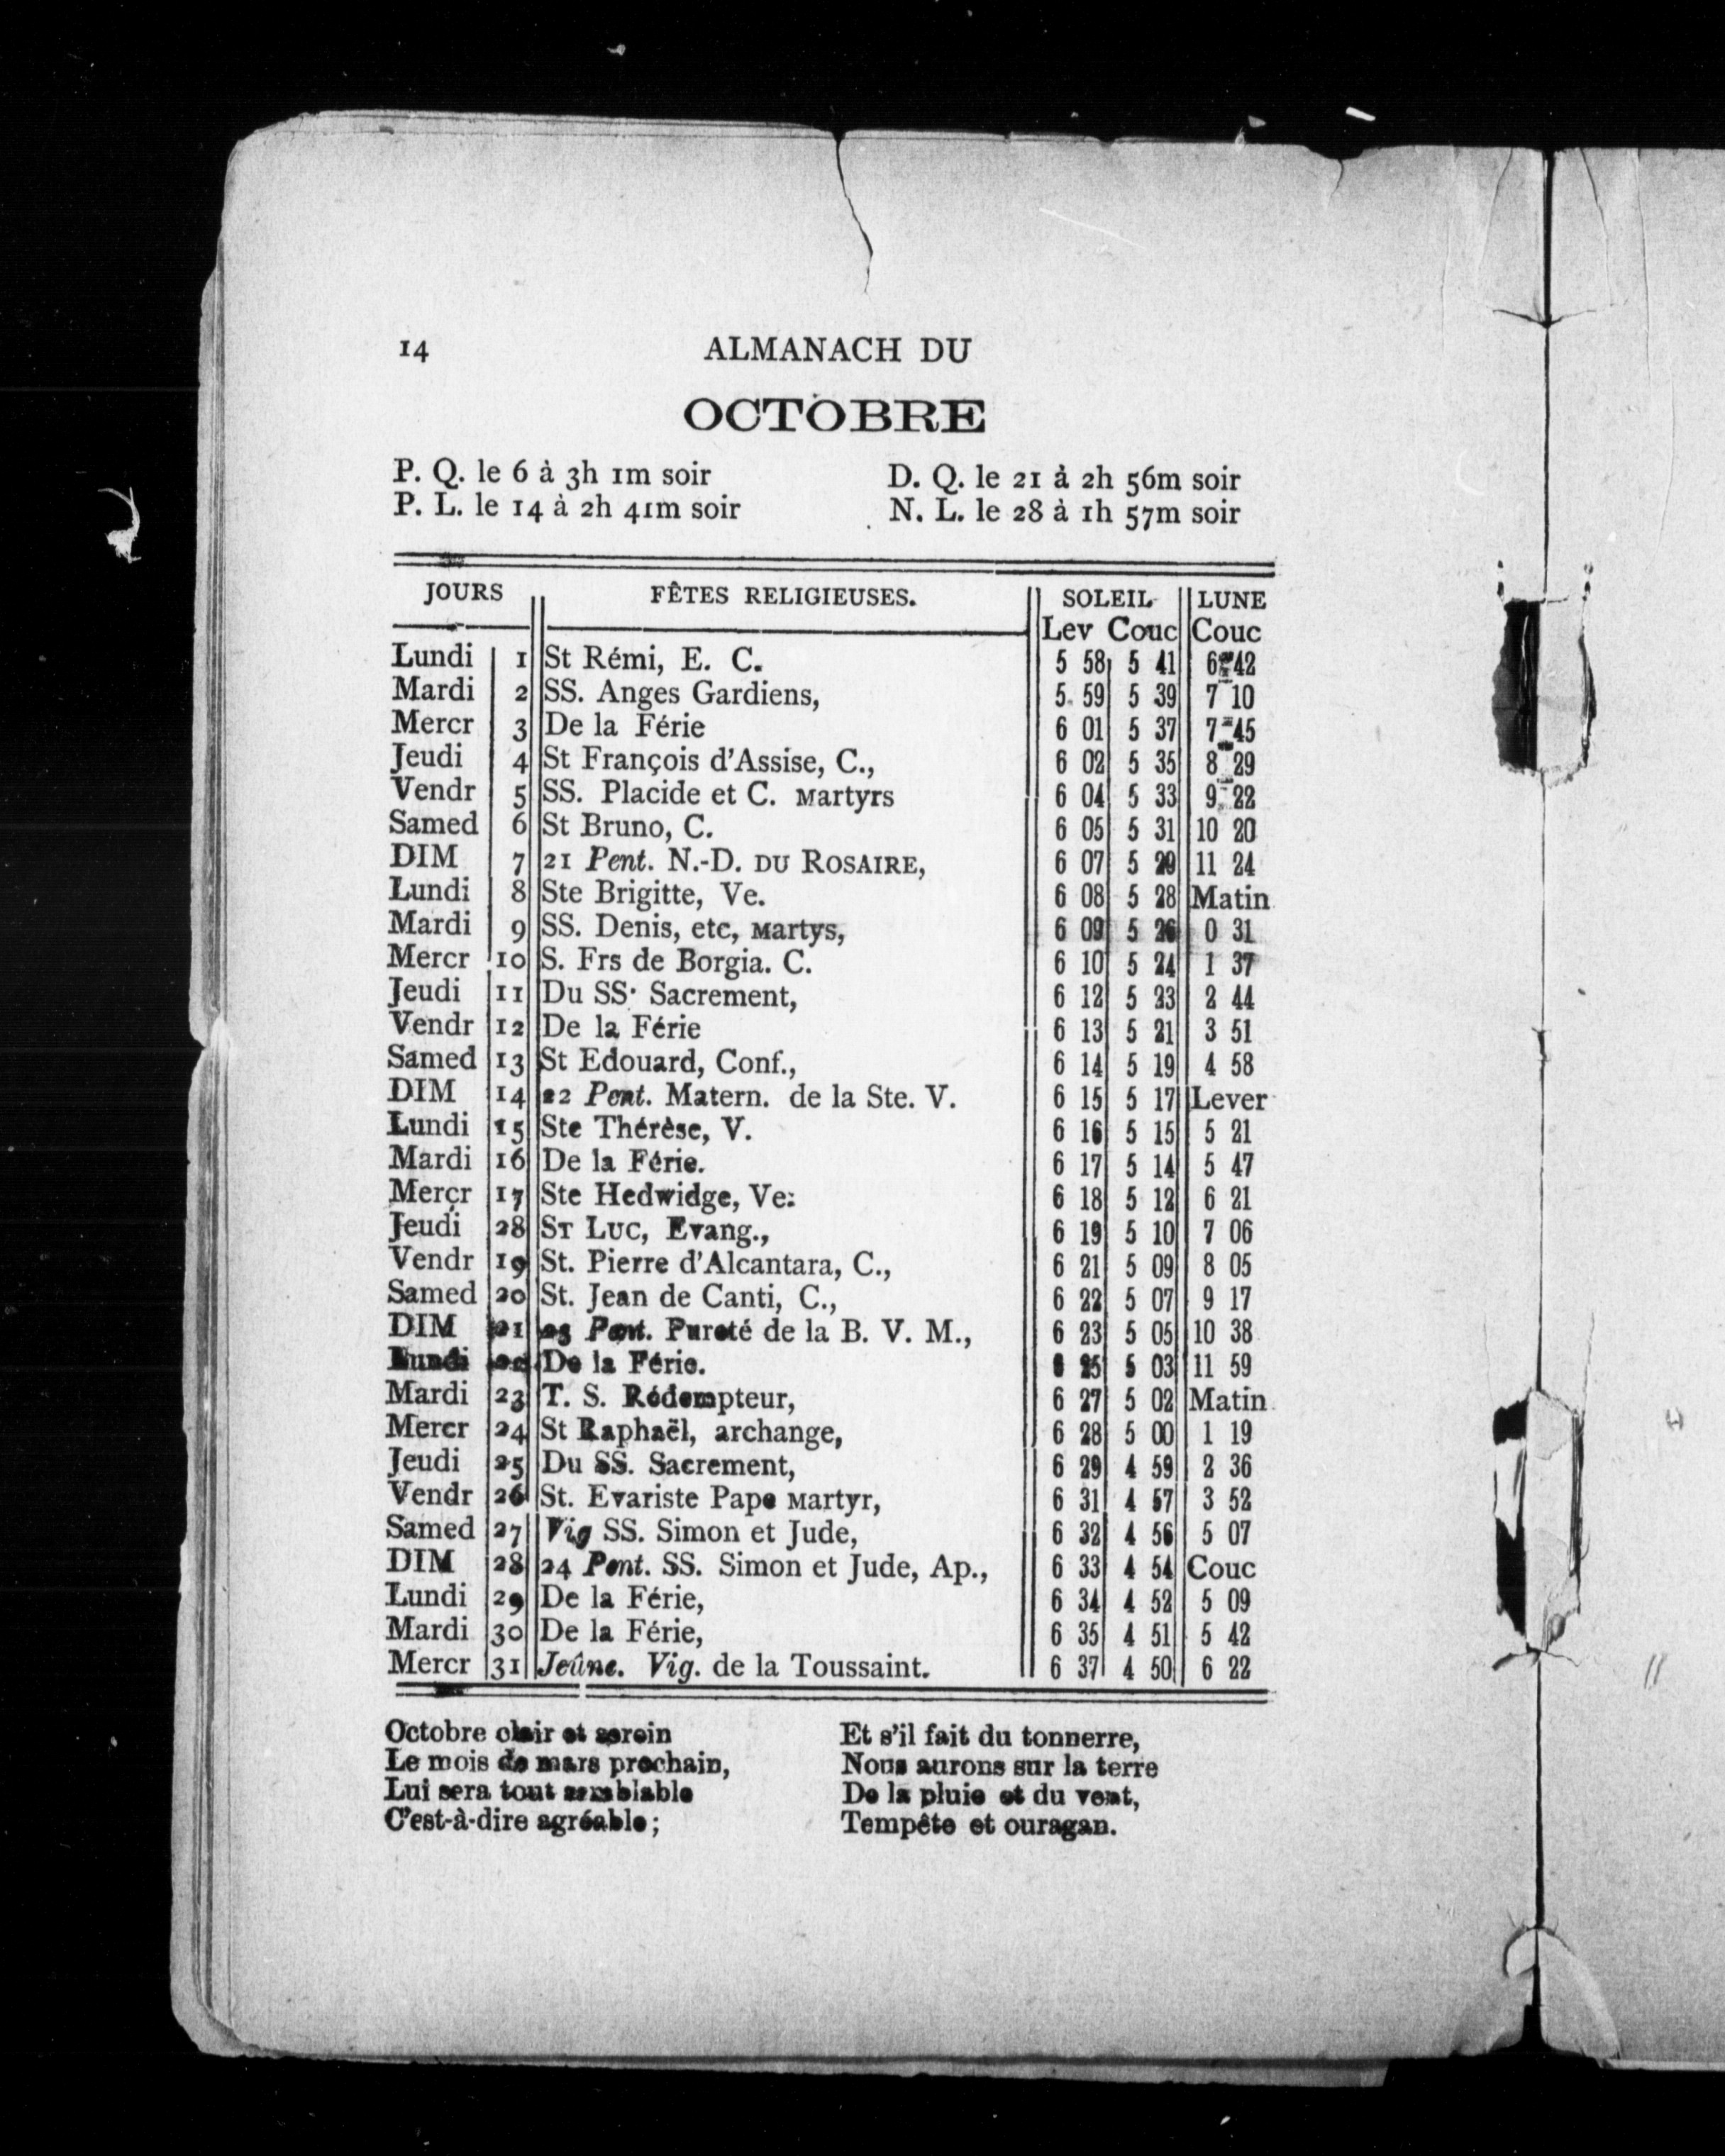 14 ALMANACH DU
OCTOBRE
P. Q. le 6 à 3h 1m soir D. Q. le 21 à 2h 56m soir
P. L. le 14 à 2h 41m soir N. L. le 28 à 1h 57m soir
JOURS FÊTES RELIGIEUSES. SOLEIL LUNE
Lev Couc Couc
Lundi 1 St Rémi, E. C. 5 58 5 41 6 42
Mardi 2 SS. Anges Gardiens, 5 59 5 39 7 10
Mercr 3 De la Férie 6 01 5 37 7 45
Jeudi 4 St François d'Assise, C., 6 02 5 35 8 29
Vendr 5 SS. Placide et C. Martyrs 6 04 5 33 9 22
Samed 6 St Bruno, C. 6 05 5 31 10 20
DIM 7 21 Pent. N.-D. DU ROSAIRE, 6 07 5 29 11 24
Lundi 8 Ste Brigitte, Ve. 6 08 5 28 Matin
Mardi 9 SS. Denis, etc, Martys, 6 09 5 26 0 31
Mercr 10 S. Frs de Borgia. C. 6 10 5 24 1 37
Jeudi 11 Du SS. Sacrement, 6 12 5 23 2 44
Vendr 12 De la Férie 6 13 5 21 3 51
Samed 13 St Edouard, Conf., 6 14 5 19 4 58
DIM 14 22 Pent. Matern. de la Ste. V. 6 15 5 17 Lever
Lundi 15 Ste Thérèse, V. 6 16 5 15 5 21
Mardi 16 De la Férie. 6 17 5 14 5 47
Mercr 17 Ste Hedwidge, Ve: 6 18 5 12 6 21
Jeudi 28 ST LUC, Evang., 6 19 5 10 7 06
Vendr 19 St. Pierre d'Alcantara, C., 6 21 5 09 8 05
Samed 20 St. Jean de Canti, C., 6 22 5 07 9 17
DIM 21 23 Pent. Pureté de la B. V. M., 6 23 5 05 10 38
Lundi De la Férie. 6 25 5 03 11 59
Mardi 23 T. S. Rédempteur, 6 27 5 02 Matin
Mercr 24 St Raphaël, archange, 6 28 5 00 1 19
Jeudi 25 Du SS. Sacrement, 6 29 4 59 2 36
Vendr 26 St. Evariste Pape Martyr, 6 31 4 57 3 52
Samed 27 Vig SS. Simon et Jude, 6 32 4 56 5 07
DIM 28 24 Pent. SS. Simon et Jude, Ap., 6 33 4 54 Couc
Lundi 29 De la Férie, 6 34 4 52 5 09
Mardi 30 De la Férie, 6 35 4 51 5 42
Mercr 31 Jeûne. Vig. de la Toussaint. 6 37 4 50 6 22
Octobre clair et serein
Le mois de mars prochain,
Lui sera tout semblable
C'est-à-dire agréable;
Et s'il fait du tonnerre,
Nous aurons sur la terre
De la pluie et du vent,
Tempête et ouragan.